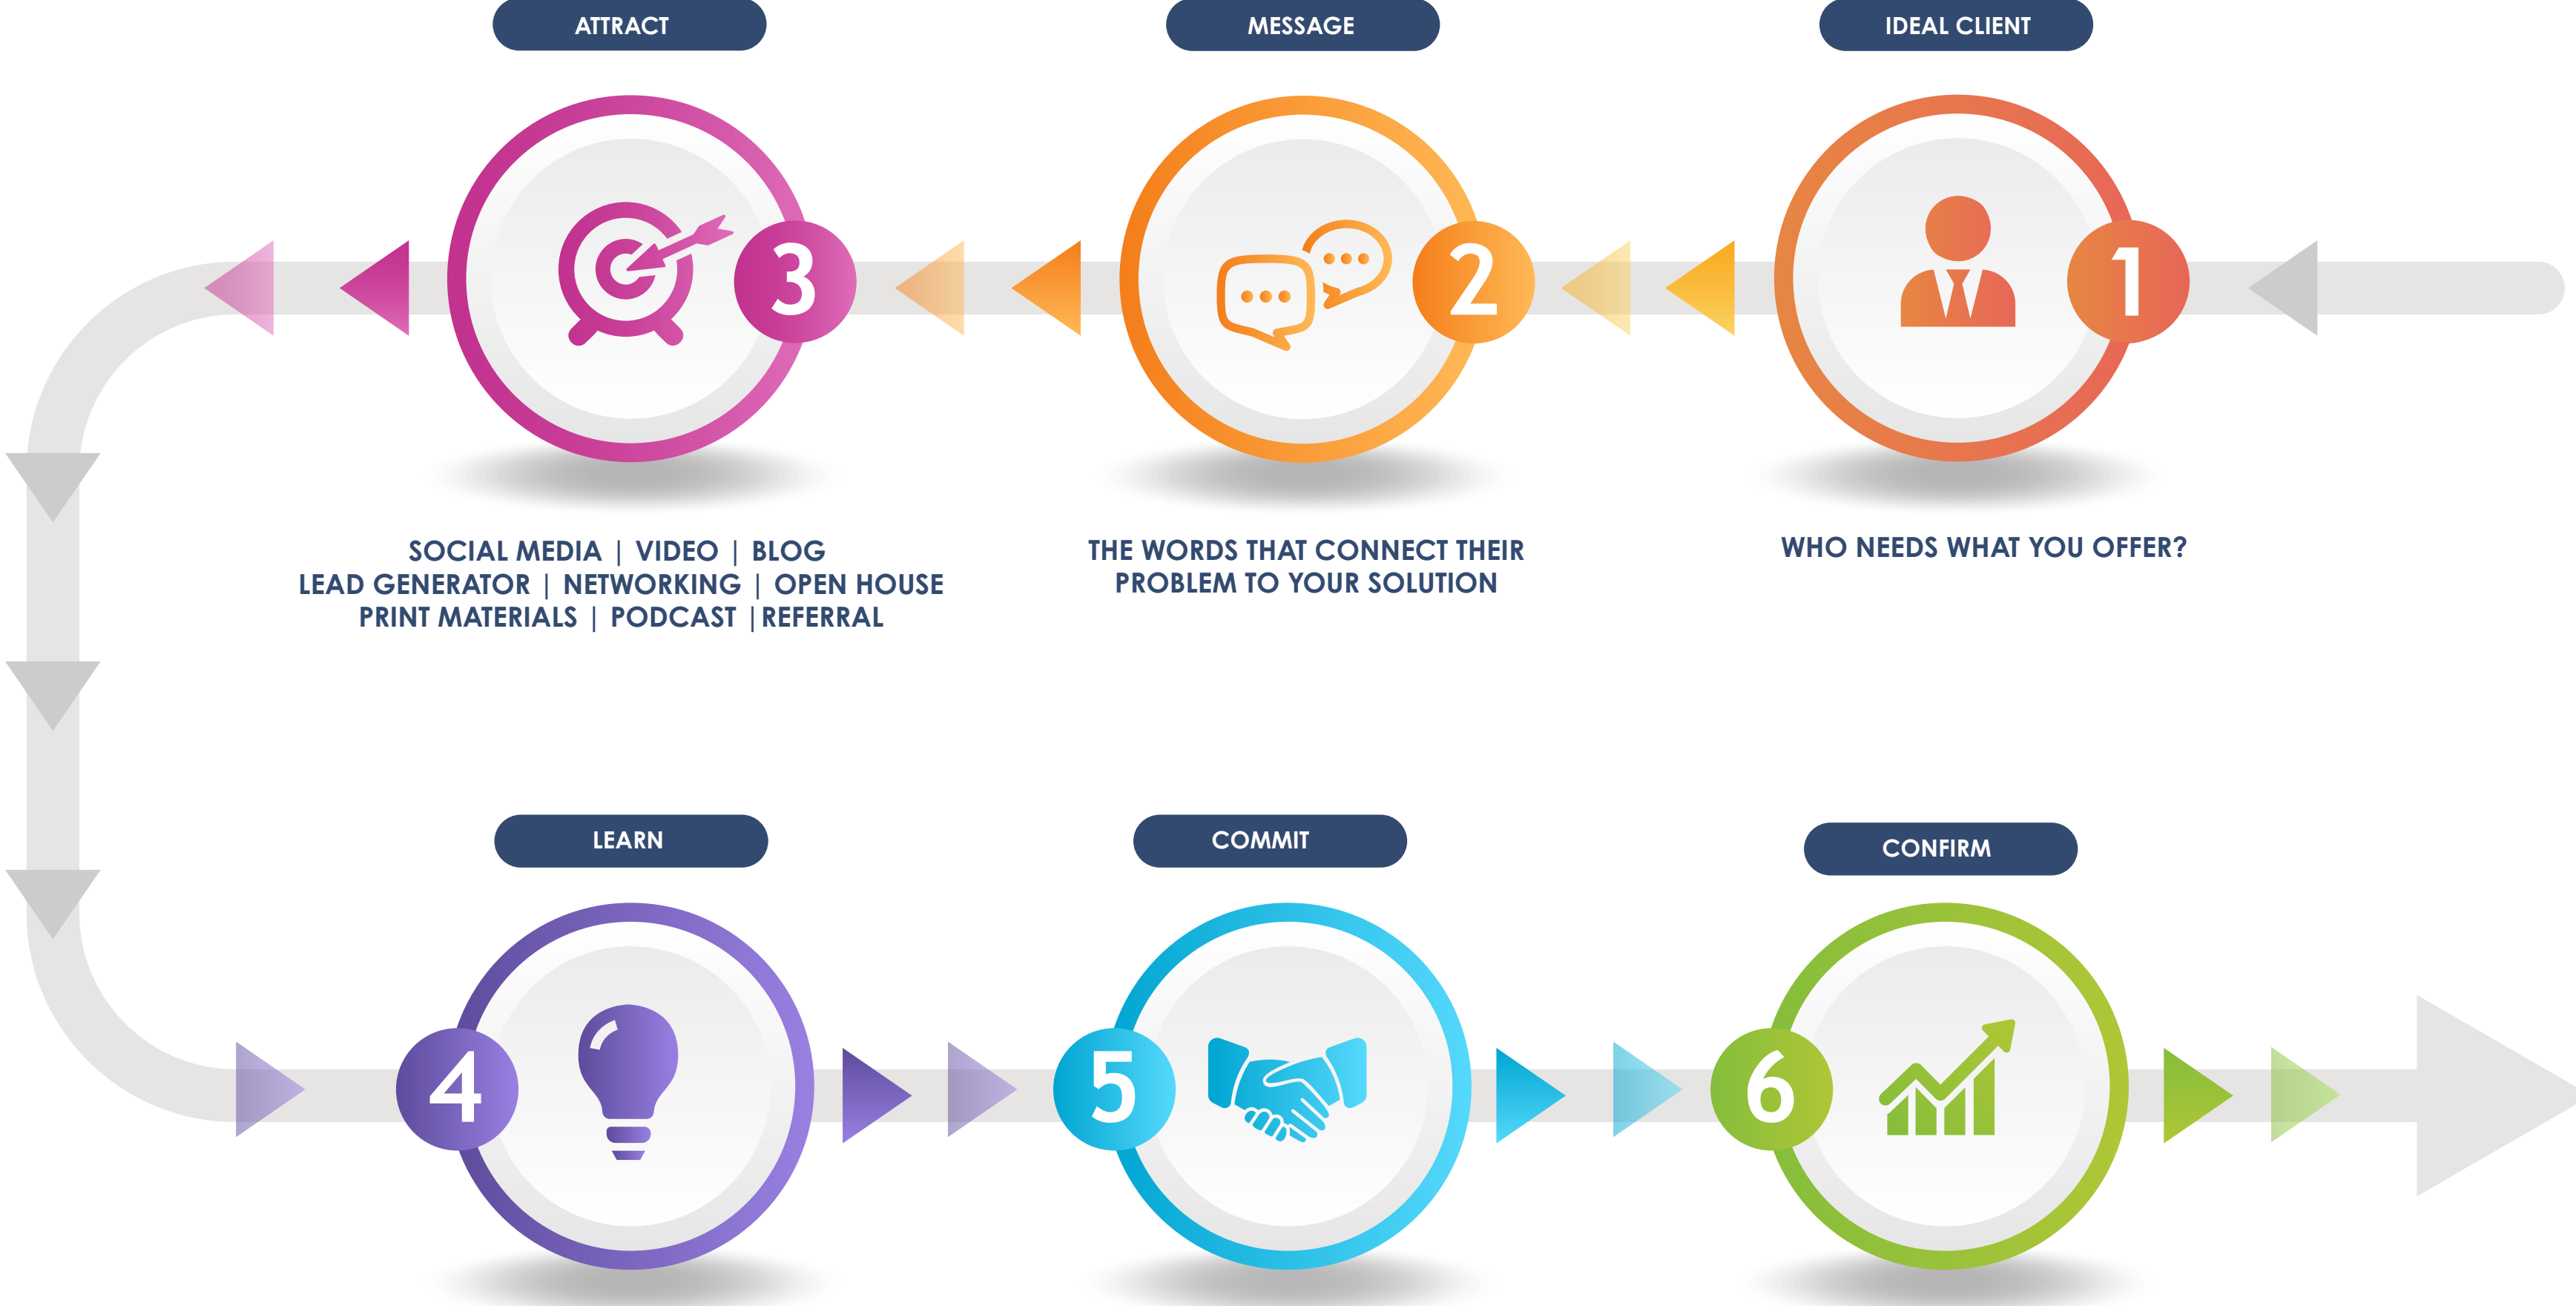 ATTRACT
MESSAGE
IDEAL CLIENT
3
2
1
SOCIAL MEDIA | VIDEO | BLOG
LEAD GENERATOR | NETWORKING | OPEN HOUSE
PRINT MATERIALS | PODCAST |REFERRAL
THE WORDS THAT CONNECT THEIR
PROBLEM TO YOUR SOLUTION
WHO NEEDS WHAT YOU OFFER?
LEARN
COMMIT
CONFIRM
4
5
6